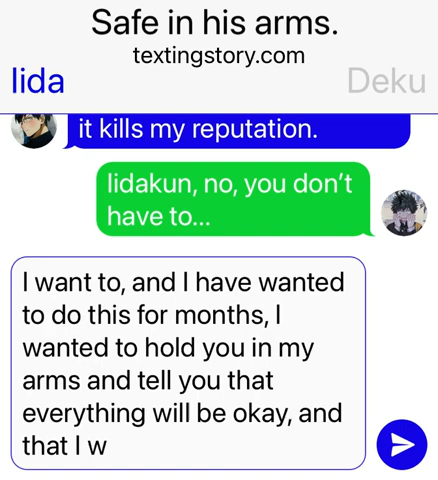 Safe in his arms.
textingstory.com
Iida
Deku
it kills my reputation.
Iidakun, no, you don't
have to...
I want to, and I have wanted
to do this for months, I
wanted to hold you in my
arms and tell you that
everything will be okay, and
that I w